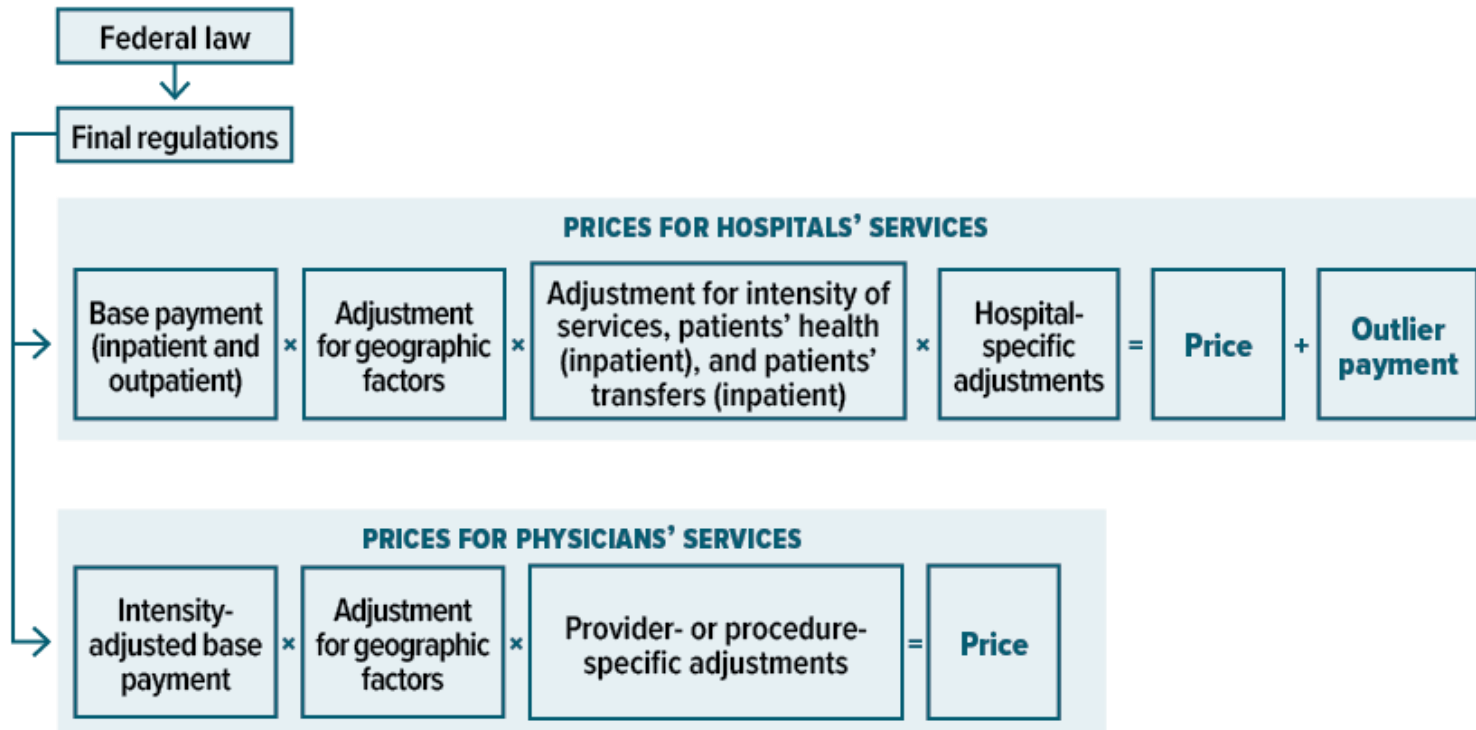 Federal law
Final regulations
PRICES FOR HOSPITALS’ SERVICES
Base payment
(inpatient and
outpatient)
×
Adjustment
for geographic
factors
×
Adjustment for intensity of
services, patients’ health
(inpatient), and patients’
transfers (inpatient)
×
Hospital-
specific
adjustments
=
Price
+
Outlier
payment
PRICES FOR PHYSICIANS’ SERVICES
Intensity-
adjusted base
payment
×
Adjustment
for geographic
factors
×
Provider- or procedure-
specific adjustments
=
Price